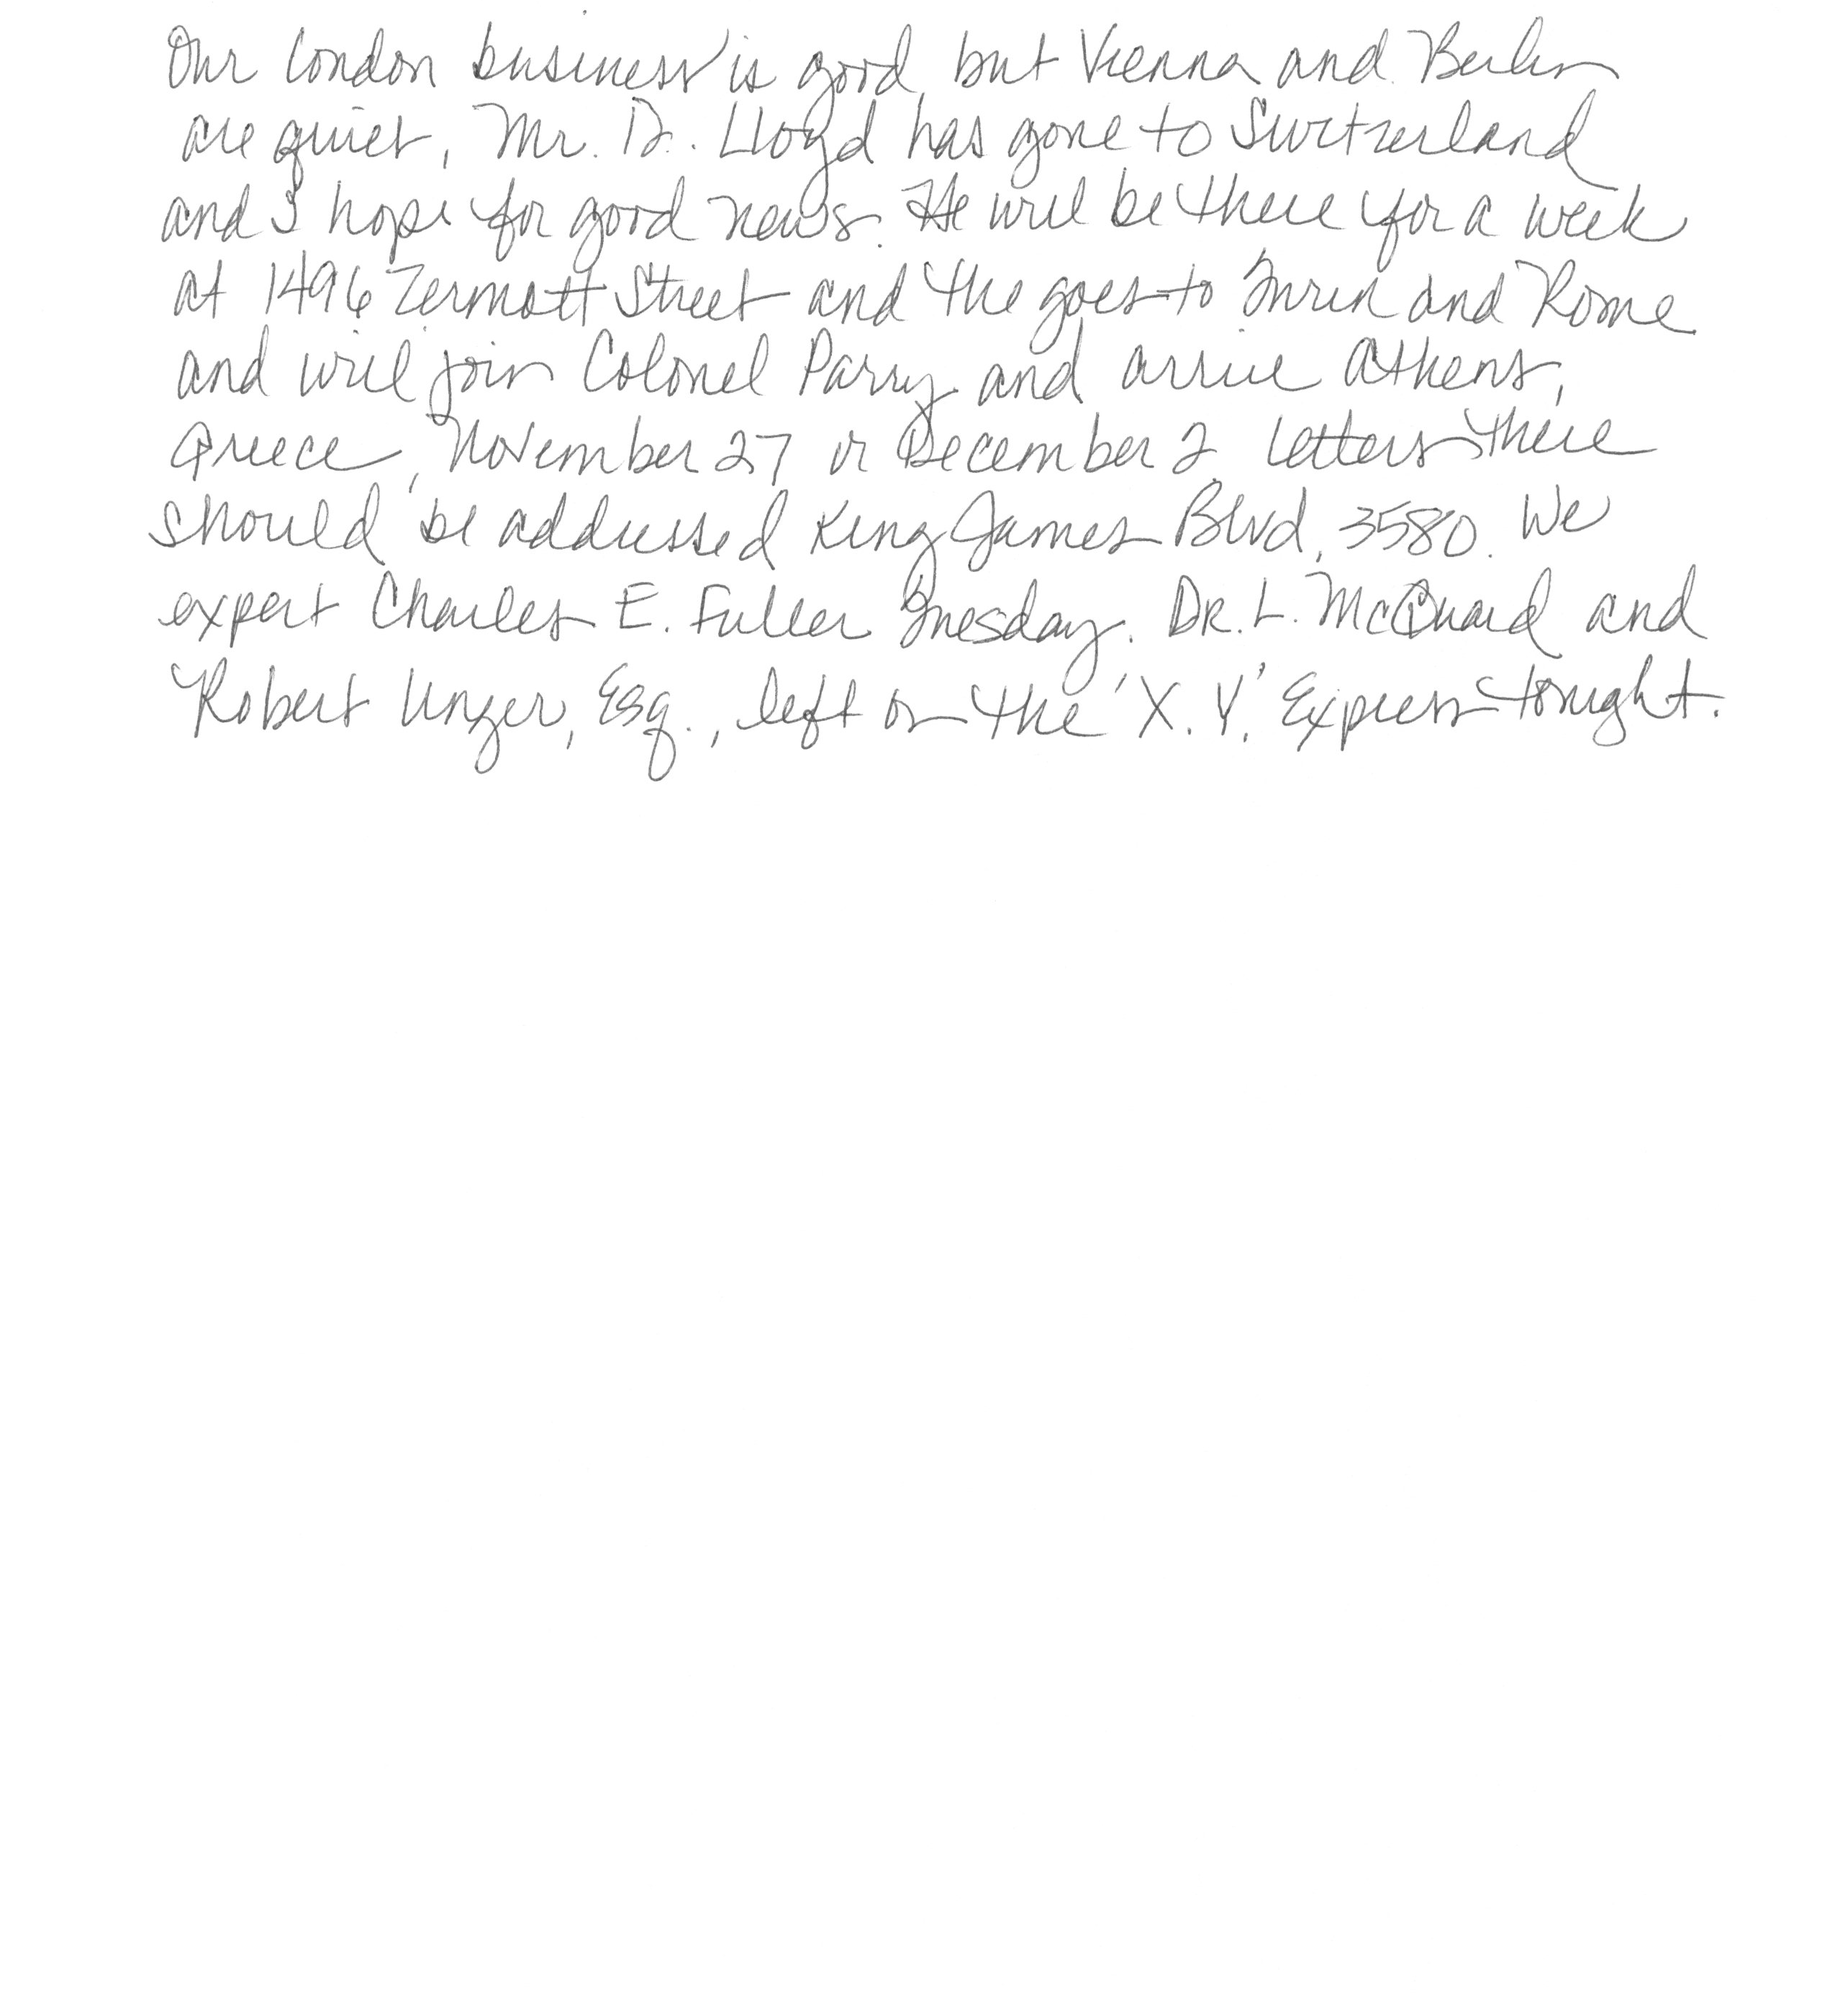 Our London business is good, but Vienna and Berlin
are quiet, Mr. D. Lloyd has gone to Switzerland
and I hope for good news. He will be there for a week
at 1496 Zermott Street and the goes to Turin and Rome
and will join Colonel Parry and arrive Athens,
Greece, November 27 or December 2. Letters there
should be addressed King James Blvd, 3580. We
expert Charles E. Fuller Tuesday. DR. L. McQuaid and
Robert Unger, Esq., left on the 'X.Y.' Express tonight.